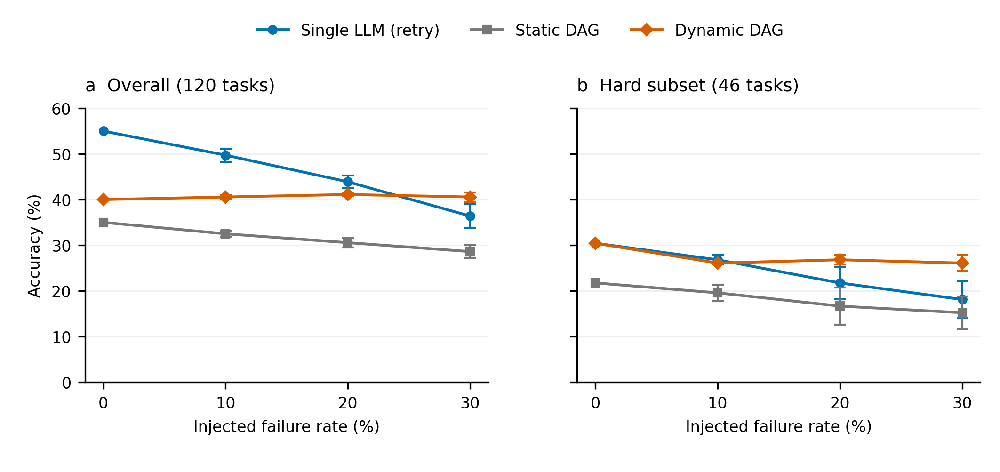 Single LLM (retry) Static DAG Dynamic DAG
a Overall (120 tasks)
60
50
40
30
20
10
0
Accuracy (%)
0 10 20 30
Injected failure rate (%)
b Hard subset (46 tasks)
0 10 20 30
Injected failure rate (%)